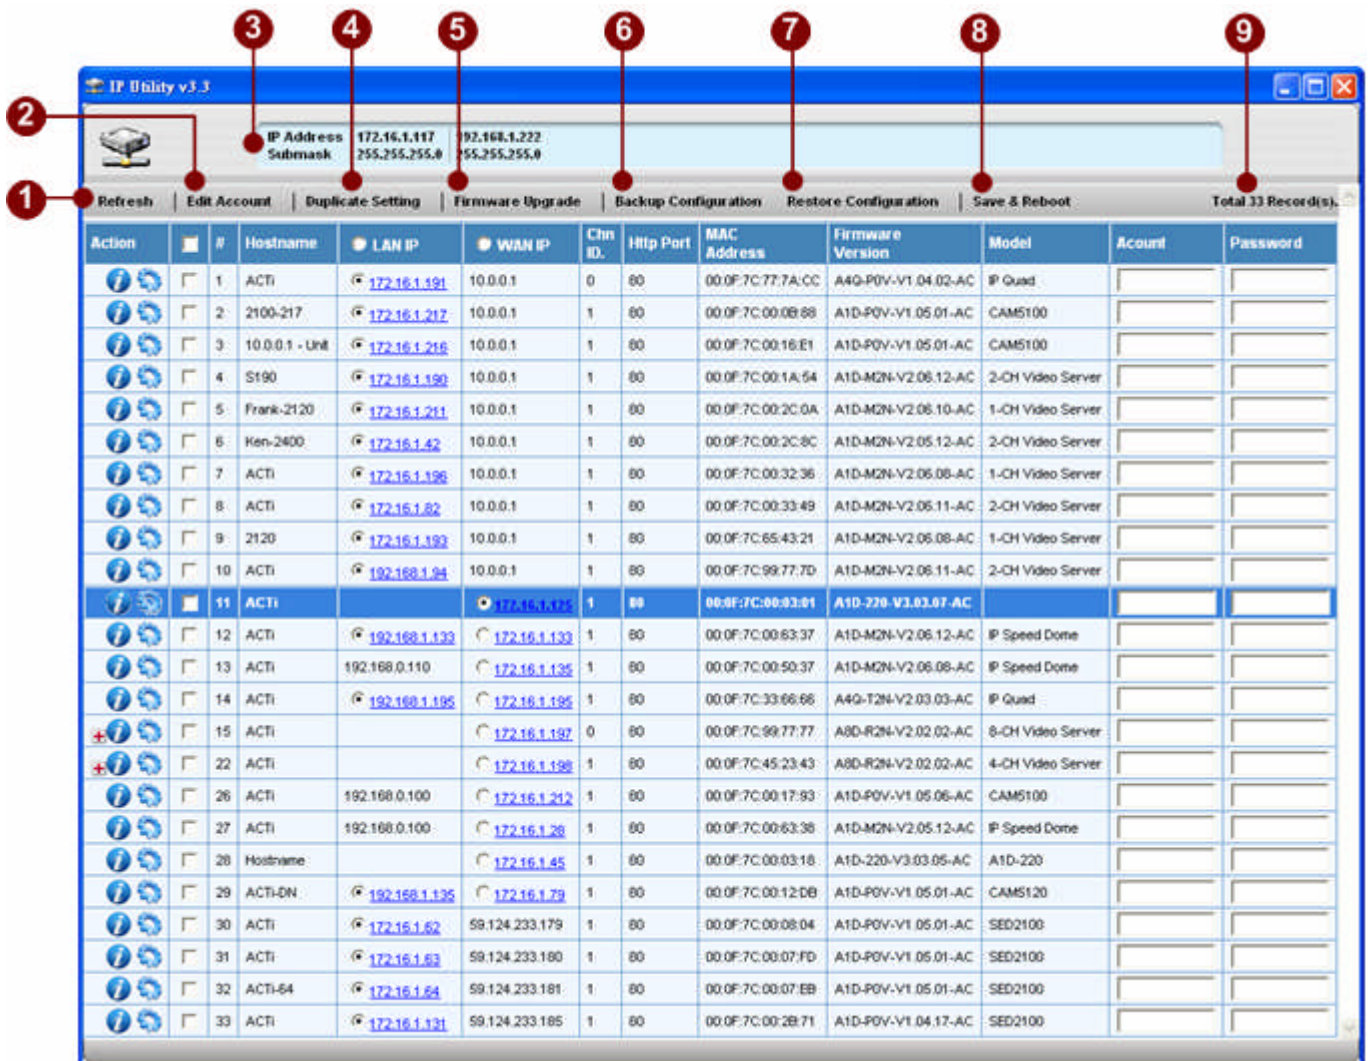 3 4 5 6 7 8 9
IP Utility v3.3
2
IP Address 172.16.1.117 192.168.1.222
Submask 255.255.255.0 255.255.255.0
1
Refresh | Edit Account | Duplicate Setting | Firmware Upgrade | Backup Configuration Restore Configuration | Save & Reboot Total 33 Record(s).
Action # Hostname LAN IP WAN IP Chn ID. Http Port MAC Address Firmware Version Model Acount Password
1 ACTi 172.16.1.191 10.0.0.1 0 80 00:0F:7C:77:7A:CC A4Q-P0V-V1.04.02-AC IP Quad
2 2100-217 172.16.1.217 10.0.0.1 1 80 00:0F:7C:00:0B:88 A1D-P0V-V1.05.01-AC CAM5100
3 10.0.0.1 - Unit 172.16.1.216 10.0.0.1 1 80 00:0F:7C:00:16:E1 A1D-P0V-V1.05.01-AC CAM5100
4 S190 172.16.1.190 10.0.0.1 1 80 00:0F:7C:00:1A:54 A1D-M2N-V2.06.12-AC 2-CH Video Server
5 Frank-2120 172.16.1.211 10.0.0.1 1 80 00:0F:7C:00:2C:0A A1D-M2N-V2.06.10-AC 1-CH Video Server
6 Ken-2400 172.16.1.42 10.0.0.1 1 80 00:0F:7C:00:2C:8C A1D-M2N-V2.05.12-AC 2-CH Video Server
7 ACTi 172.16.1.196 10.0.0.1 1 80 00:0F:7C:00:32:36 A1D-M2N-V2.06.08-AC 1-CH Video Server
8 ACTi 172.16.1.82 10.0.0.1 1 80 00:0F:7C:00:33:49 A1D-M2N-V2.06.11-AC 2-CH Video Server
9 2120 172.16.1.193 10.0.0.1 1 80 00:0F:7C:65:43:21 A1D-M2N-V2.06.08-AC 1-CH Video Server
10 ACTi 192.168.1.94 10.0.0.1 1 80 00:0F:7C:99:77:7D A1D-M2N-V2.06.11-AC 2-CH Video Server
11 ACTi 172.16.1.125 1 80 00:0F:7C:00:03:01 A1D-220-V3.03.07-AC
12 ACTi 192.168.1.133 172.16.1.133 1 80 00:0F:7C:00:63:37 A1D-M2N-V2.06.12-AC IP Speed Dome
13 ACTi 192.168.0.110 172.16.1.135 1 80 00:0F:7C:00:50:37 A1D-M2N-V2.06.08-AC IP Speed Dome
14 ACTi 192.168.1.195 172.16.1.195 1 80 00:0F:7C:33:66:66 A4Q-T2N-V2.03.03-AC IP Quad
15 ACTi 172.16.1.197 0 80 00:0F:7C:99:77:77 A8D-R2N-V2.02.02-AC 8-CH Video Server
22 ACTi 172.16.1.198 1 80 00:0F:7C:45:23:43 A8D-R2N-V2.02.02-AC 4-CH Video Server
26 ACTi 192.168.0.100 172.16.1.212 1 80 00:0F:7C:00:17:93 A1D-P0V-V1.05.06-AC CAM5100
27 ACTi 192.168.0.100 172.16.1.28 1 80 00:0F:7C:00:63:38 A1D-M2N-V2.05.12-AC IP Speed Dome
28 Hostname 172.16.1.45 1 80 00:0F:7C:00:03:18 A1D-220-V3.03.05-AC A1D-220
29 ACTi-DN 192.168.1.135 172.16.1.79 1 80 00:0F:7C:00:12:DB A1D-P0V-V1.05.01-AC CAM5120
30 ACTi 172.16.1.62 59.124.233.179 1 80 00:0F:7C:00:08:04 A1D-P0V-V1.05.01-AC SED2100
31 ACTi 172.16.1.63 59.124.233.180 1 80 00:0F:7C:00:07:FD A1D-P0V-V1.05.01-AC SED2100
32 ACTi-64 172.16.1.64 59.124.233.181 1 80 00:0F:7C:00:07:EB A1D-P0V-V1.05.01-AC SED2100
33 ACTi 172.16.1.131 59.124.233.185 1 80 00:0F:7C:00:2B:71 A1D-P0V-V1.04.17-AC SED2100